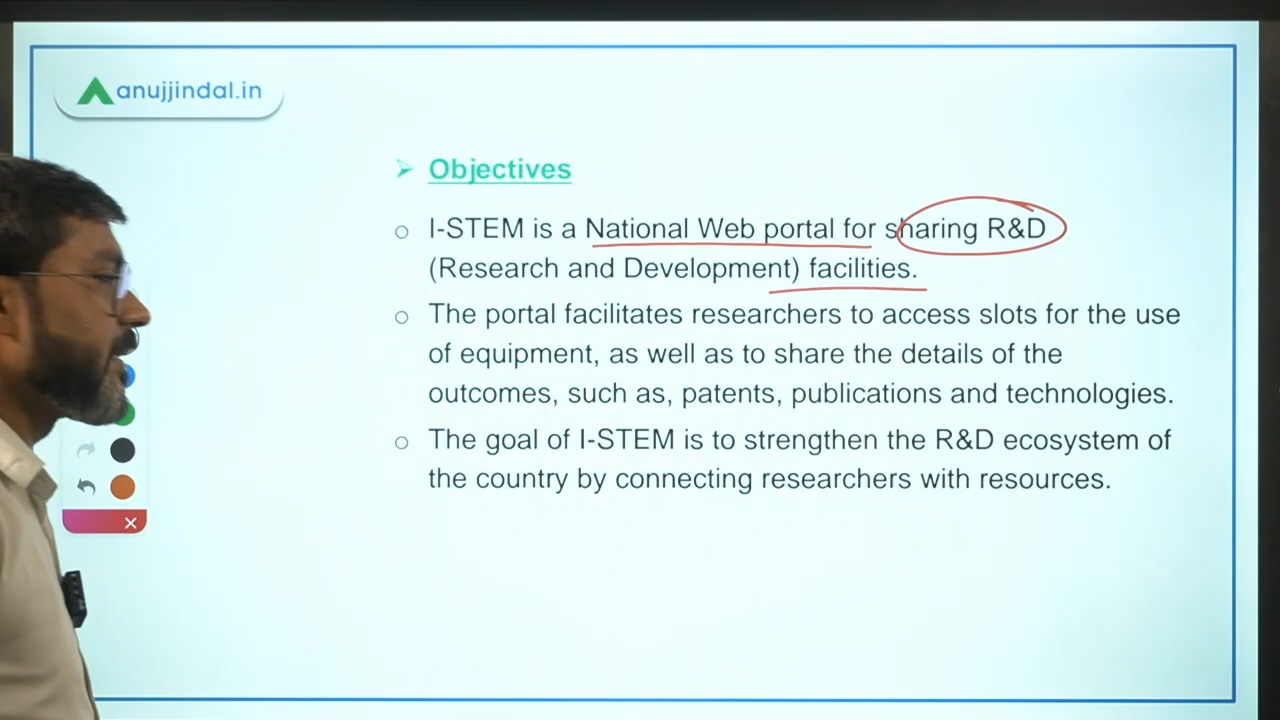 anujjindal.in
Objectives
I-STEM is a National Web portal for sharing R&D
(Research and Development) facilities.
The portal facilitates researchers to access slots for the use
of equipment, as well as to share the details of the
outcomes, such as, patents, publications and technologies.
The goal of I-STEM is to strengthen the R&D ecosystem of
the country by connecting researchers with resources.